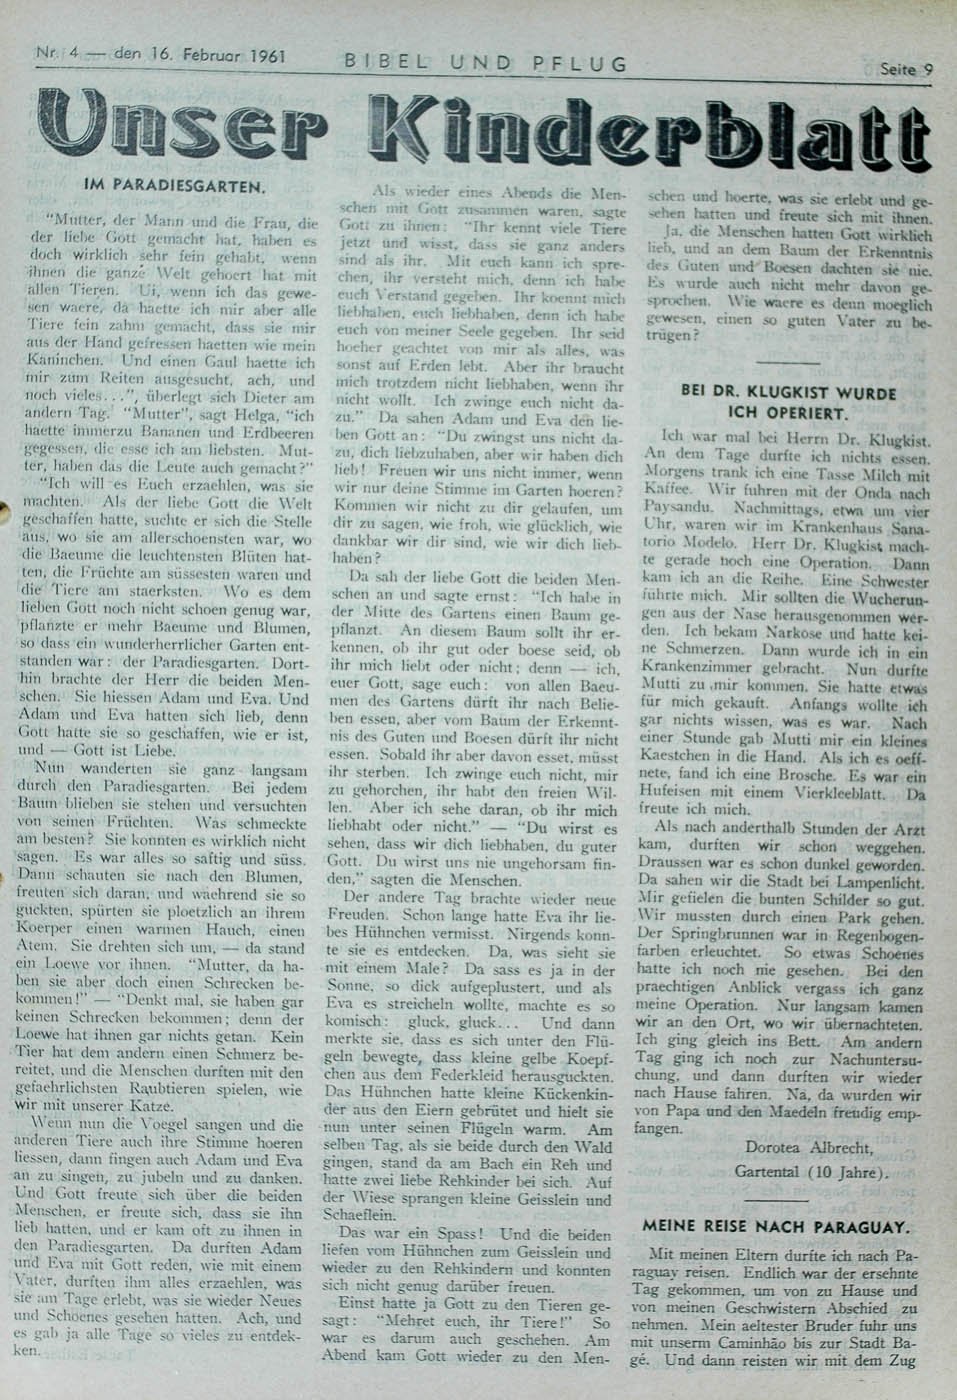 Nr. 4 — den 16. Februar 1961
BIBEL UND PFLUG
Seite 9
Unser Kinderblatt
IM PARADIESGARTEN.
"Mutter, der Mann und die Frau, die
der liebe Gott gemacht hat, haben es
doch wirklich sehr fein gehabt, wenn
ihnen die ganze Welt gehoert hat mit
allen Tieren. Ui, wenn ich das gewe-
sen waere, da haette ich mir aber alle
Tiere fein zahm gemacht, dass sie mir
aus der Hand gefressen haetten wie mein
Kaninchen. Und einen Gaul haette ich
mir zum Reiten ausgesucht, ach, und
noch vieles...", überlegt sich Dieter am
andern Tag. "Mutter", sagt Helga, "ich
haette immerzu Bananen und Erdbeeren
gegessen, die esse ich am liebsten. Mut-
ter, haben das die Leute auch gemacht?"
"Ich will es Euch erzaehlen, was sie
machten. Als der liebe Gott die Welt
geschaffen hatte, suchte er sich die Stelle
aus, wo sie am allerschoensten war, wo
die Baeume die leuchtensten Blüten hat-
ten, die Früchte am süssesten waren und
die Tiere am staerksten. Wo es dem
lieben Gott noch nicht schoen genug war,
pflanzte er mehr Baeume und Blumen,
so dass ein wunderherrlicher Garten ent-
standen war: der Paradiesgarten. Dort-
hin brachte der Herr die beiden Men-
schen. Sie hiessen Adam und Eva. Und
Adam und Eva hatten sich lieb, denn
Gott hatte sie so geschaffen, wie er ist,
und — Gott ist Liebe.
Nun wanderten sie ganz langsam
durch den Paradiesgarten. Bei jedem
Baum blieben sie stehen und versuchten
von seinen Früchten. Was schmeckte
am besten? Sie konnten es wirklich nicht
sagen. Es war alles so saftig und süss.
Dann schauten sie nach den Blumen,
freuten sich daran, und waehrend sie so
guckten, spürten sie ploetzlich an ihrem
Koerper einen warmen Hauch, einen
Atem. Sie drehten sich um, — da stand
ein Loewe vor ihnen. "Mutter, da ha-
ben sie aber doch einen Schrecken be-
kommen!" — "Denkt mal, sie haben gar
keinen Schrecken bekommen; denn der
Loewe hat ihnen gar nichts getan. Kein
Tier hat dem andern einen Schmerz be-
reitet, und die Menschen durften mit den
gefaehrlichsten Raubtieren spielen, wie
wir mit unserer Katze.
Wenn nun die Voegel sangen und die
anderen Tiere auch ihre Stimme hoeren
liessen, dann fingen auch Adam und Eva
an zu singen, zu jubeln und zu danken.
Und Gott freute sich über die beiden
Menschen, er freute sich, dass sie ihn
lieb hatten, und er kam oft zu ihnen in
den Paradiesgarten. Da durften Adam
und Eva mit Gott reden, wie mit einem
Vater, durften ihm alles erzaehlen, was
sie am Tage erlebt, was sie wieder Neues
und Schoenes gesehen hatten. Ach, und
es gab ja alle Tage so vieles zu entdek-
ken.
Als wieder eines Abends die Men-
schen mit Gott zusammen waren, sagte
Gott zu ihnen: "Ihr kennt viele Tiere
jetzt und wisst, dass sie ganz anders
sind als ihr. Mit euch kann ich spre-
chen, ihr versteht mich, denn ich habe
euch Verstand gegeben. Ihr koennt mich
liebhaben, euch liebhaben, denn ich habe
euch von meiner Seele gegeben. Ihr seid
hoeher geachtet von mir als alles, was
sonst auf Erden lebt. Aber ihr braucht
mich trotzdem nicht liebhaben, wenn ihr
nicht wollt. Ich zwinge euch nicht da-
zu." Da sahen Adam und Eva den lie-
ben Gott an: "Du zwingst uns nicht da-
zu, dich liebzuhaben, aber wir haben dich
lieb! Freuen wir uns nicht immer, wenn
wir nur deine Stimme im Garten hoeren?
Kommen wir nicht zu dir gelaufen, um
dir zu sagen, wie froh, wie glücklich, wie
dankbar wir dir sind, wie wir dich lieb-
haben?
Da sah der liebe Gott die beiden Men-
schen an und sagte ernst: "Ich habe in
der Mitte des Gartens einen Baum ge-
pflanzt. An diesem Baum sollt ihr er-
kennen, ob ihr gut oder boese seid, ob
ihr mich liebt oder nicht; denn — ich,
euer Gott, sage euch: von allen Baeu-
men des Gartens dürft ihr nach Belie-
ben essen, aber vom Baum der Erkennt-
nis des Guten und Boesen dürft ihr nicht
essen. Sobald ihr aber davon esset, müsst
ihr sterben. Ich zwinge euch nicht, mir
zu gehorchen, ihr habt den freien Wil-
len. Aber ich sehe daran, ob ihr mich
liebhabt oder nicht." — "Du wirst es
sehen, dass wir dich liebhaben, du guter
Gott. Du wirst uns nie ungehorsam fin-
den," sagten die Menschen.
Der andere Tag brachte wieder neue
Freuden. Schon lange hatte Eva ihr lie-
bes Hühnchen vermisst. Nirgends konn-
te sie es entdecken. Da, was sieht sie
mit einem Male? Da sass es ja in der
Sonne, so dick aufgeplustert, und als
Eva es streicheln wollte, machte es so
komisch: gluck, gluck... Und dann
merkte sie, dass es sich unter den Flü-
geln bewegte, dass kleine gelbe Koepf-
chen aus dem Federkleid herausguckten.
Das Hühnchen hatte kleine Kückenkin-
der aus den Eiern gebrütet und hielt sie
nun unter seinen Flügeln warm. Am
selben Tag, als sie beide durch den Wald
gingen, stand da am Bach ein Reh und
hatte zwei liebe Rehkinder bei sich. Auf
der Wiese sprangen kleine Geisslein und
Schaeflein.
Das war ein Spass! Und die beiden
liefen vom Hühnchen zum Geisslein und
wieder zu den Rehkindern und konnten
sich nicht genug darüber freuen.
Einst hatte ja Gott zu den Tieren ge-
sagt: "Mehret euch, ihr Tiere!" So
war es darum auch geschehen. Am
Abend kam Gott wieder zu den Men-
schen und hoerte, was sie erlebt und ge-
sehen hatten und freute sich mit ihnen.
Ja, die Menschen hatten Gott wirklich
lieb, und an dem Baum der Erkenntnis
des Guten und Boesen dachten sie nie.
Es wurde auch nicht mehr davon ge-
sprochen. Wie waere es denn moeglich
gewesen, einen so guten Vater zu be-
trügen?
BEI DR. KLUGKIST WURDE
ICH OPERIERT.
Ich war mal bei Herrn Dr. Klugkist.
An dem Tage durfte ich nichts essen.
Morgens trank ich eine Tasse Milch mit
Kaffee. Wir fuhren mit der Onda nach
Paysandu. Nachmittags, etwa um vier
Uhr, waren wir im Krankenhaus Sana-
torio Modelo. Herr Dr. Klugkist mach-
te gerade noch eine Operation. Dann
kam ich an die Reihe. Eine Schwester
führte mich. Mir sollten die Wucherun-
gen aus der Nase herausgenommen wer-
den. Ich bekam Narkose und hatte kei-
ne Schmerzen. Dann wurde ich in ein
Krankenzimmer gebracht. Nun durfte
Mutti zu mir kommen. Sie hatte etwas
für mich gekauft. Anfangs wollte ich
gar nichts wissen, was es war. Nach
einer Stunde gab Mutti mir ein kleines
Kaestchen in die Hand. Als ich es oeff-
nete, fand ich eine Brosche. Es war ein
Hufeisen mit einem Vierkleeblatt. Da
freute ich mich.
Als nach anderthalb Stunden der Arzt
kam, durften wir schon weggehen.
Draussen war es schon dunkel geworden.
Da sahen wir die Stadt bei Lampenlicht.
Mir gefielen die bunten Schilder so gut.
Wir mussten durch einen Park gehen.
Der Springbrunnen war in Regenbogen-
farben erleuchtet. So etwas Schoenes
hatte ich noch nie gesehen. Bei den
praechtigen Anblick vergass ich ganz
meine Operation. Nur langsam kamen
wir an den Ort, wo wir übernachteten.
Ich ging gleich ins Bett. Am andern
Tag ging ich noch zur Nachuntersu-
chung, und dann durften wir wieder
nach Hause fahren. Na, da wurden wir
von Papa und den Maedeln freudig emp-
fangen.
Dorotea Albrecht,
Gartental (10 Jahre).
MEINE REISE NACH PARAGUAY.
Mit meinen Eltern durfte ich nach Pa-
raguay reisen. Endlich war der ersehnte
Tag gekommen, um von zu Hause und
von meinen Geschwistern Abschied zu
nehmen. Mein aeltester Bruder fuhr uns
mit unserm Caminhão bis zur Stadt Ba-
gé. Und dann reisten wir mit dem Zug